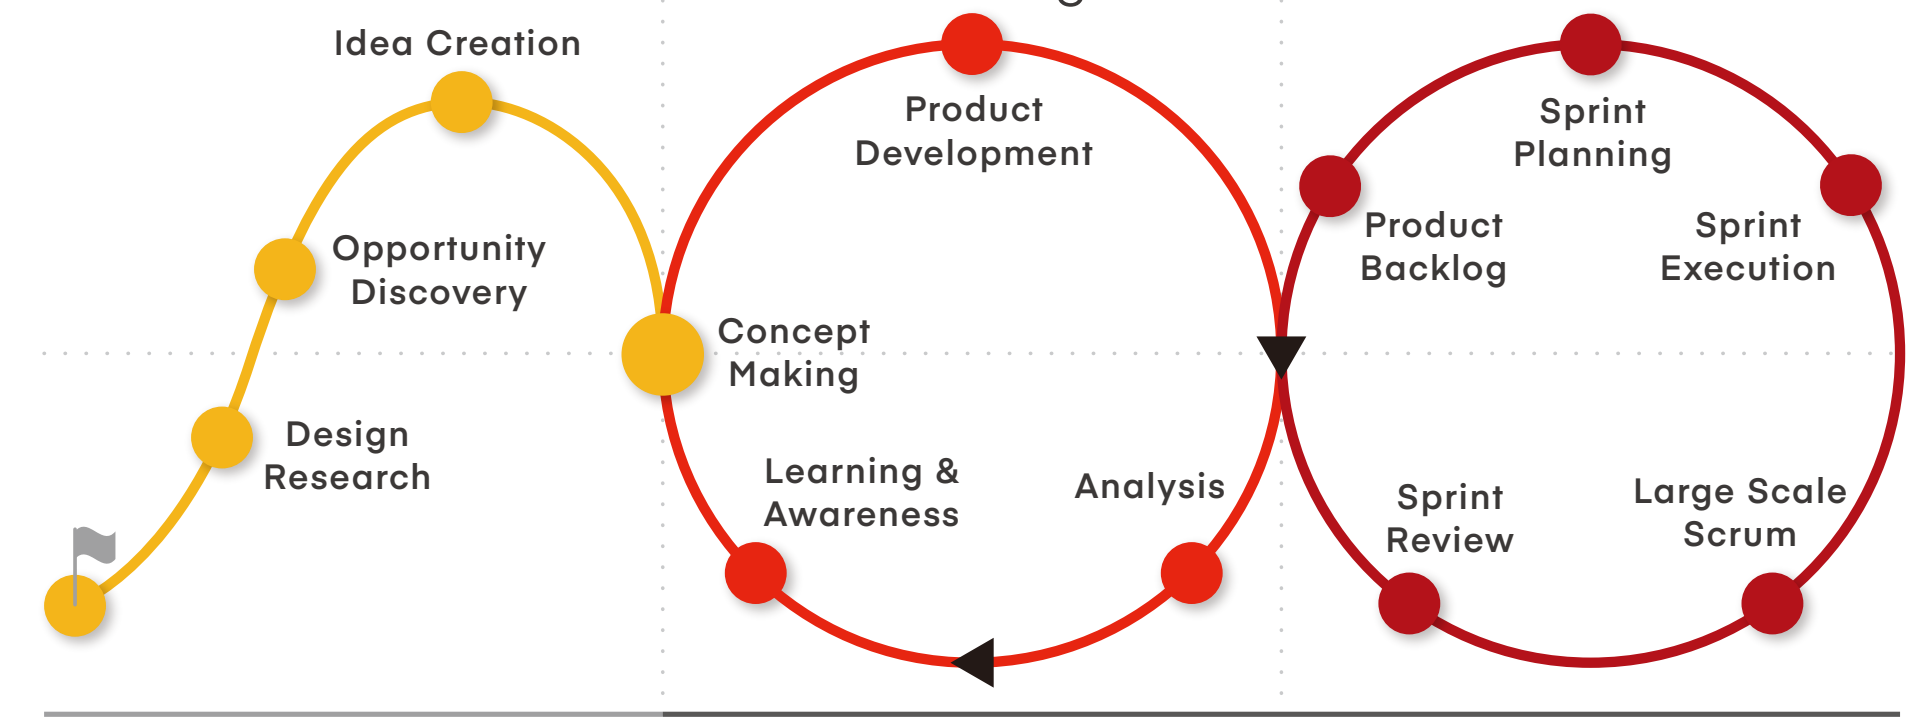 Idea Creation
Opportunity
Discovery
Design
Research
Concept
Making
Product
Development
Learning &
Awareness
Analysis
Product
Backlog
Sprint
Planning
Sprint
Execution
Sprint
Review
Large Scale
Scrum